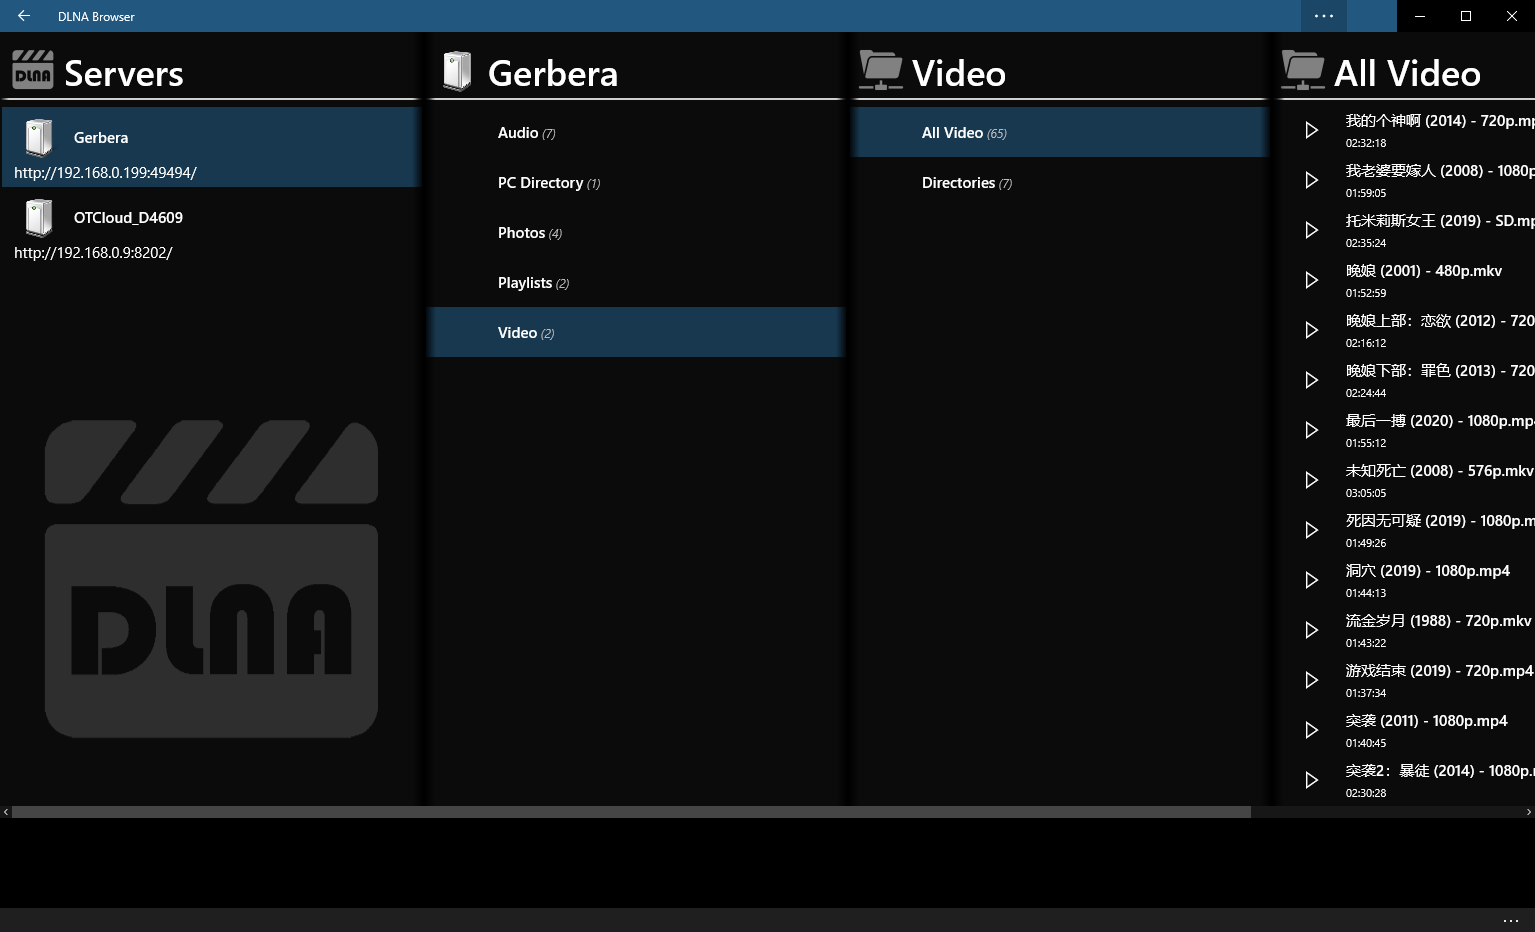 DLNA Browser
DLNA Servers
Gerbera
http://192.168.0.199:49494/
OTCloud_D4609
http://192.168.0.9:8202/
DLNA
Gerbera
Audio (7)
PC Directory (1)
Photos (4)
Playlists (2)
Video (2)
Video
All Video (65)
Directories (7)
All Video
我的个神啊 (2014) - 720p.mp
02:32:18
我老婆要嫁人 (2008) - 1080p
01:59:05
托米莉斯女王 (2019) - SD.mp
02:35:24
晚娘 (2001) - 480p.mkv
01:52:59
晚娘上部：恋欲 (2012) - 720
02:16:12
晚娘下部：罪色 (2013) - 720
02:24:44
最后一搏 (2020) - 1080p.mp4
01:55:12
未知死亡 (2008) - 576p.mkv
03:05:05
死因无可疑 (2019) - 1080p.m
01:49:26
洞穴 (2019) - 1080p.mp4
01:44:13
流金岁月 (1988) - 720p.mkv
01:43:22
游戏结束 (2019) - 720p.mp4
01:37:34
突袭 (2011) - 1080p.mp4
01:40:45
突袭2：暴徒 (2014) - 1080p.
02:30:28